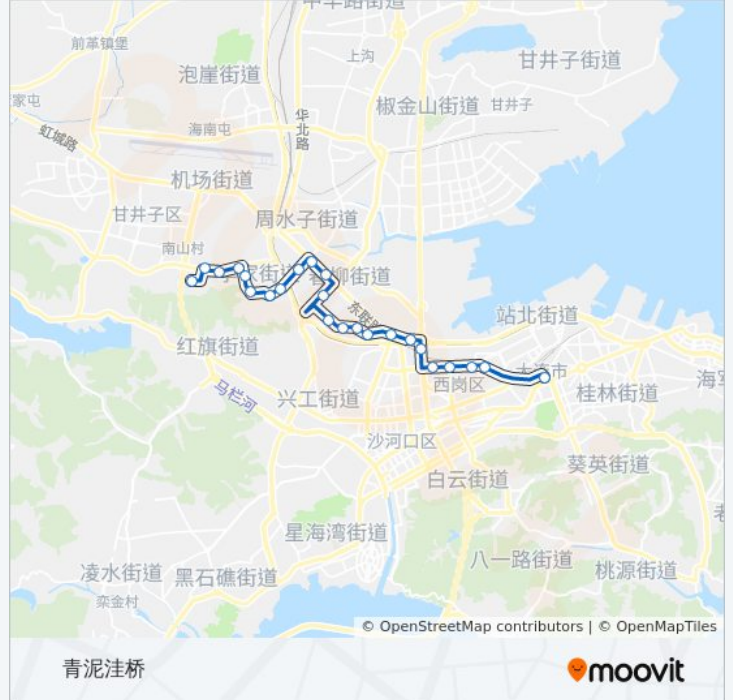 中华路街道
前革镇堡
上沟
甘井子街道
泡崖街道
家屯
椒金山街道
甘井子
华北路
海南屯
虹城路
机场街道
甘井子区
周水子街道
南山村
家街道
春柳街道
东联路
站北街道
红旗街道
大连市
西岗区
马栏河
桂林街道
兴工街道
沙河口区
葵英街道
白云街道
星海湾街道
八一路街道
凌水街道
黑石礁街道
桃源街道
栾金村
© OpenStreetMap contributors | © OpenMapTiles
青泥洼桥
moovit